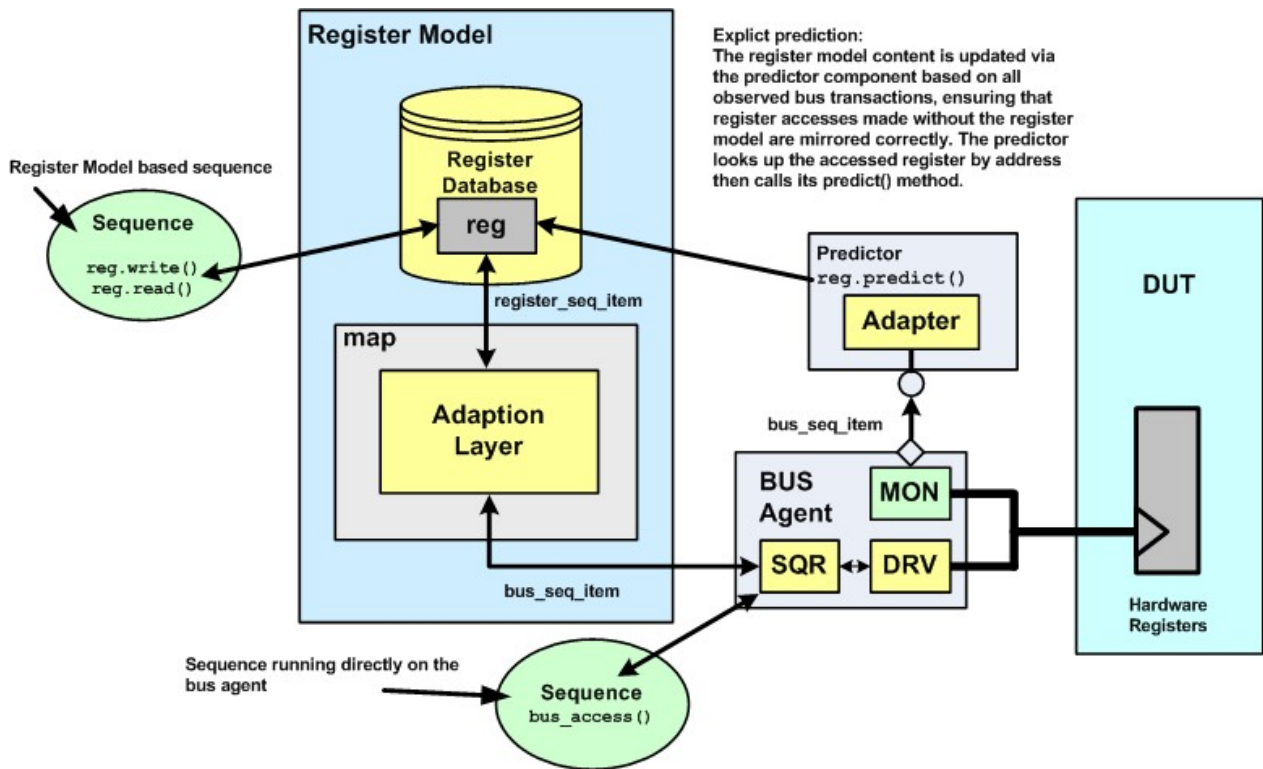 Register Model
Explict prediction:
The register model content is updated via
the predictor component based on all
observed bus transactions, ensuring that
register accesses made without the register
model are mirrored correctly. The predictor
looks up the accessed register by address
then calls its predict() method.
Register Model based sequence
Sequence
reg.write()
reg.read()
Register
Database
reg
register_seq_item
map
Adaption
Layer
bus_seq_item
Predictor
reg.predict()
Adapter
bus_seq_item
BUS
Agent
MON
SQR
DRV
DUT
Hardware
Registers
Sequence running directly on the
bus agent
Sequence
bus_access()